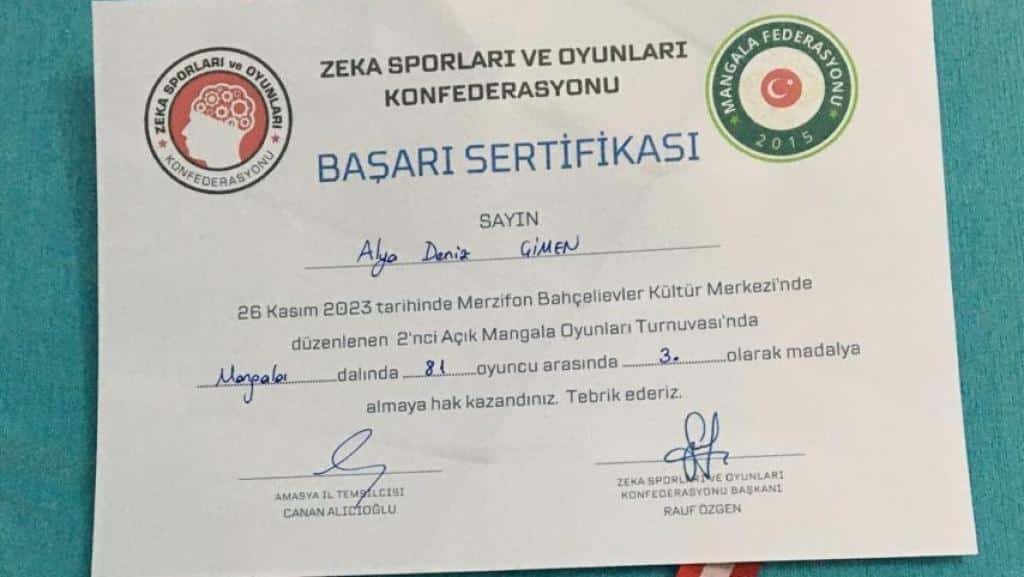 ZEKA SPORLARI ve OYUNLARI
KONFEDERASYONU
ZEKA SPORLARI VE OYUNLARI
KONFEDERASYONU
MANGALA FEDERASYONU
2015
BAŞARI SERTİFİKASI
SAYIN
Alya Deniz ÇİMEN
26 Kasım 2023 tarihinde Merzifon Bahçelievler Kültür Merkezi'nde
düzenlenen 2'nci Açık Mangala Oyunları Turnuvası'nda
Mangala dalında 81 oyuncu arasında 3. olarak madalya
almaya hak kazandınız. Tebrik ederiz.
AMASYA İL TEMSİLCİSİ
CANAN ALICIOĞLU
ZEKA SPORLARI VE OYUNLARI
KONFEDERASYONU BAŞKANI
RAUF ÖZGEN